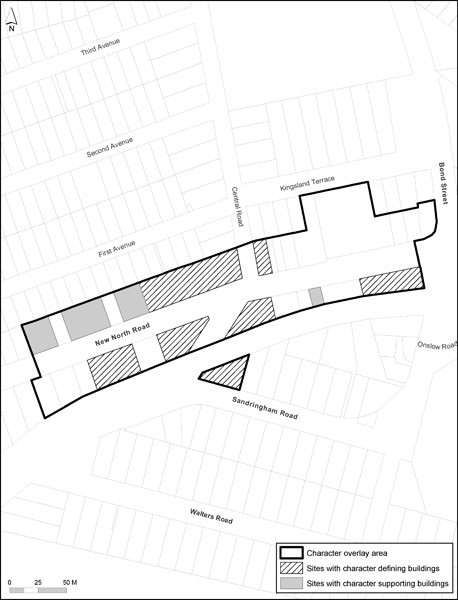 N
Third Avenue
Second Avenue
Bond Street
Kingsland Terrace
Central Road
First Avenue
New North Road
Onslow Road
Sandringham Road
Walters Road
Character overlay area
Sites with character defining buildings
Sites with character supporting buildings
0 25 50 M